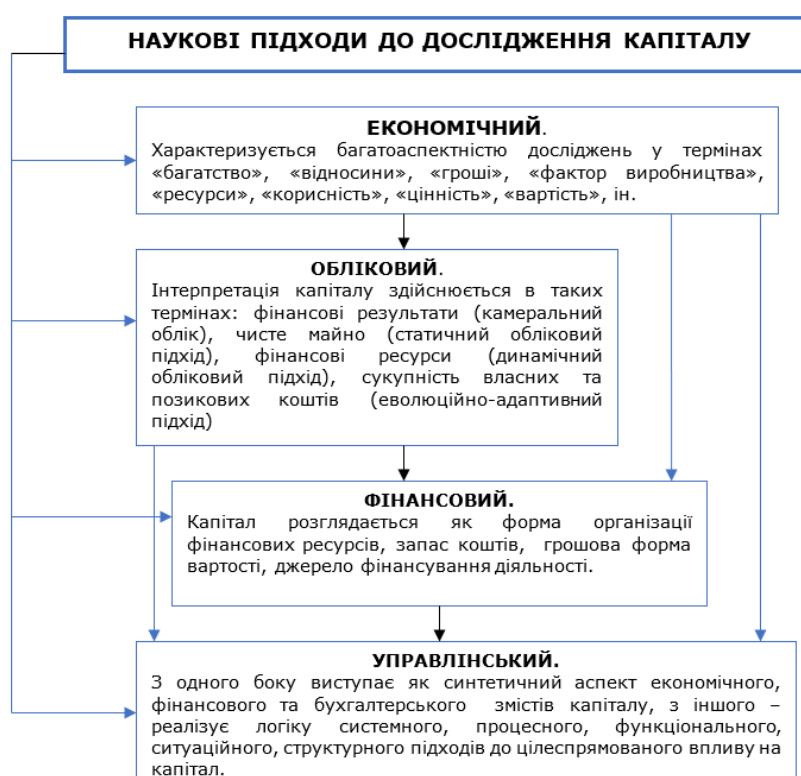 НАУКОВІ ПІДХОДИ ДО ДОСЛІДЖЕННЯ КАПІТАЛУ
ЕКОНОМІЧНИЙ.
Характеризується багатоаспектністю досліджень у термінах
«багатство», «відносини», «гроші», «фактор виробництва»,
«ресурси», «корисність», «цінність», «вартість», ін.
ОБЛІКОВИЙ.
Інтерпретація капіталу здійснюється в таких
термінах: фінансові результати (камеральний
облік), чисте майно (статичний обліковий
підхід), фінансові ресурси (динамічний
обліковий підхід), сукупність власних та
позикових коштів (еволюційно-адаптивний
підхід)
ФІНАНСОВИЙ.
Капітал розглядається як форма організації
фінансових ресурсів, запас коштів, грошова форма
вартості, джерело фінансування діяльності.
УПРАВЛІНСЬКИЙ.
З одного боку виступає як синтетичний аспект економічного,
фінансового та бухгалтерського змістів капіталу, з іншого –
реалізує логіку системного, процесного, функціонального,
ситуаційного, структурного підходів до цілеспрямованого впливу на
капітал.